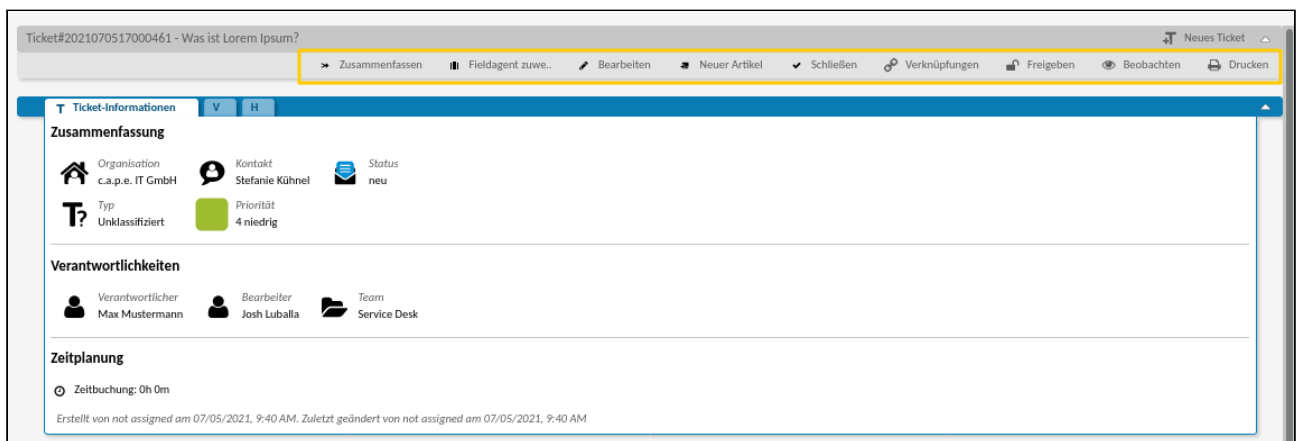 Ticket#2021070517000461 - Was ist Lorem Ipsum? Neues Ticket
Zusammenfassen Fieldagent zuwe.. Bearbeiten Neuer Artikel Schließen Verknüpfungen Freigeben Beobachten Drucken
T Ticket-Informationen V H
Zusammenfassung
Organisation Kontakt Status
c.a.p.e. IT GmbH Stefanie Kühnel neu
Typ Priorität
Unklassifiziert 4 niedrig
Verantwortlichkeiten
Verantwortlicher Bearbeiter Team
Max Mustermann Josh Luballa Service Desk
Zeitplanung
Zeitbuchung: 0h 0m
Erstellt von not assigned am 07/05/2021, 9:40 AM. Zuletzt geändert von not assigned am 07/05/2021, 9:40 AM